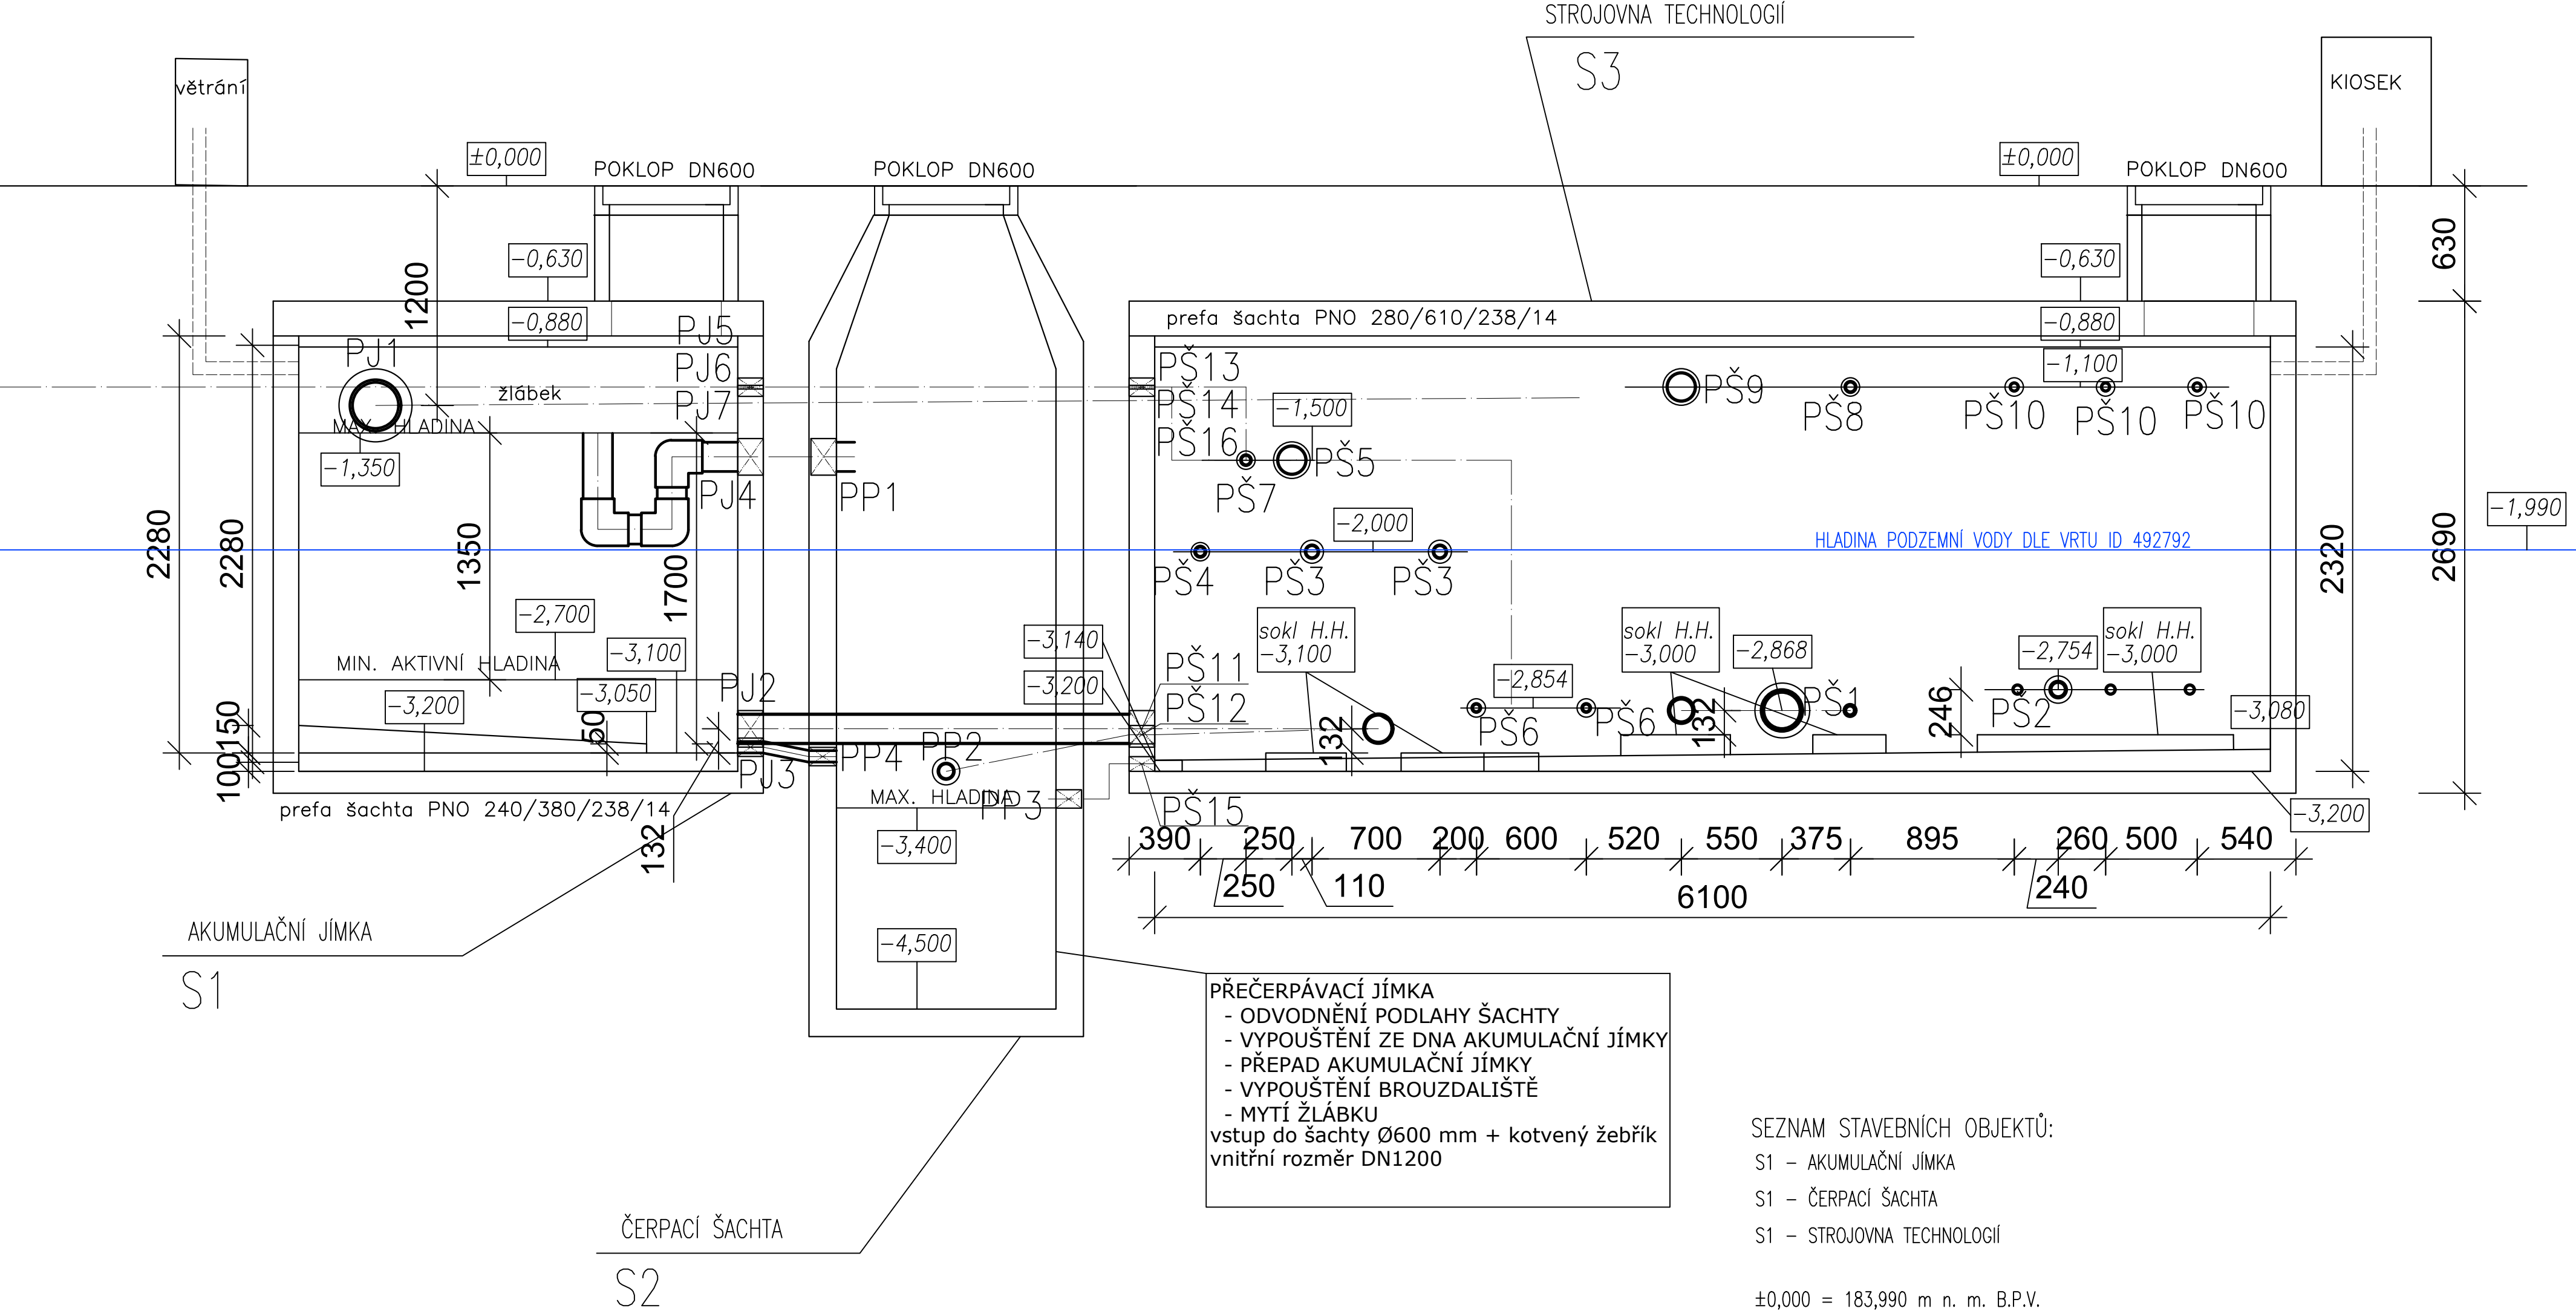 STROJOVNA TECHNOLOGIÍ
S3
větrání
KIOSEK
±0,000
POKLOP DN600
POKLOP DN600
±0,000
POKLOP DN600
-0,630
-0,630
630
1200
-0,880
-0,880
PJ5
prefa šachta PNO 280/610/238/14
PJ1
PJ6
PŠ13
-1,100
žlábek
PJ7
PŠ14
-1,500
PŠ9
PŠ8
PŠ10
PŠ10
PŠ10
MAX. HLADINA
PŠ16
-1,350
PŠ5
PJ4
PP1
PŠ7
-1,990
-2,000
2280
2280
1350
1700
HLADINA PODZEMNÍ VODY DLE VRTU ID 492792
2320
2690
PŠ4
PŠ3
PŠ3
-2,700
-3,100
-3,140
sokl H.H.
-3,100
sokl H.H.
-3,000
-2,868
-2,754
sokl H.H.
-3,000
MIN. AKTIVNÍ HLADINA
PŠ11
-3,200
-3,050
PJ2
-3,200
-2,854
PŠ12
PŠ6
PŠ6
PŠ1
PŠ2
-3,080
150
100
50
132
132
246
PJ3
PP4
PP2
MAX. HLADINA
PP3
PŠ15
-3,200
prefa šachta PNO 240/380/238/14
132
-3,400
390
250
700
200
600
520
550
375
895
260
500
540
250
110
240
6100
AKUMULAČNÍ JÍMKA
S1
-4,500
PŘEČERPÁVACÍ JÍMKA
- ODVODNĚNÍ PODLAHY ŠACHTY
- VYPOUŠTĚNÍ ZE DNA AKUMULAČNÍ JÍMKY
- PŘEPAD AKUMULAČNÍ JÍMKY
- VYPOUŠTĚNÍ BROUZDALIŠTĚ
- MYTÍ ŽLÁBKU
vstup do šachty Ø600 mm + kotvený žebřík
vnitřní rozměr DN1200
ČERPACÍ ŠACHTA
S2
SEZNAM STAVEBNÍCH OBJEKTŮ:
S1 - AKUMULAČNÍ JÍMKA
S1 - ČERPACÍ ŠACHTA
S1 - STROJOVNA TECHNOLOGIÍ
±0,000 = 183,990 m n. m. B.P.V.